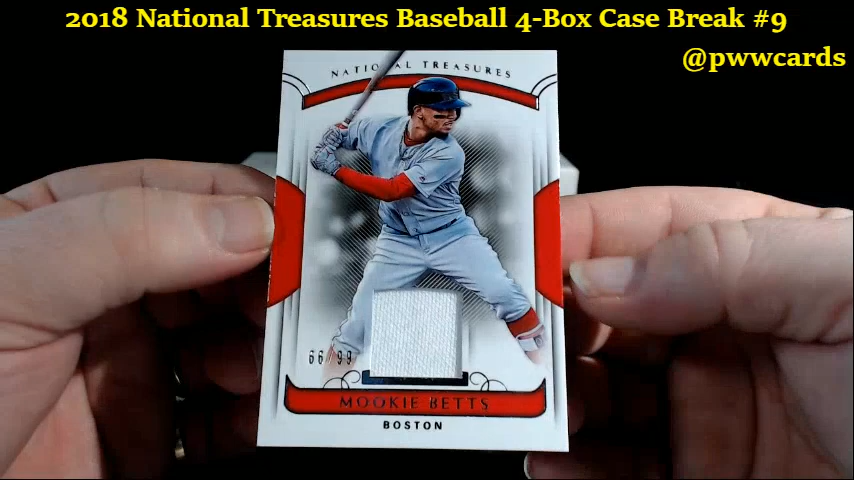 2018 National Treasures Baseball 4-Box Case Break #9
@pwwcards
NATIONAL TREASURES
66/99
MOOKIE BETTS
BOSTON